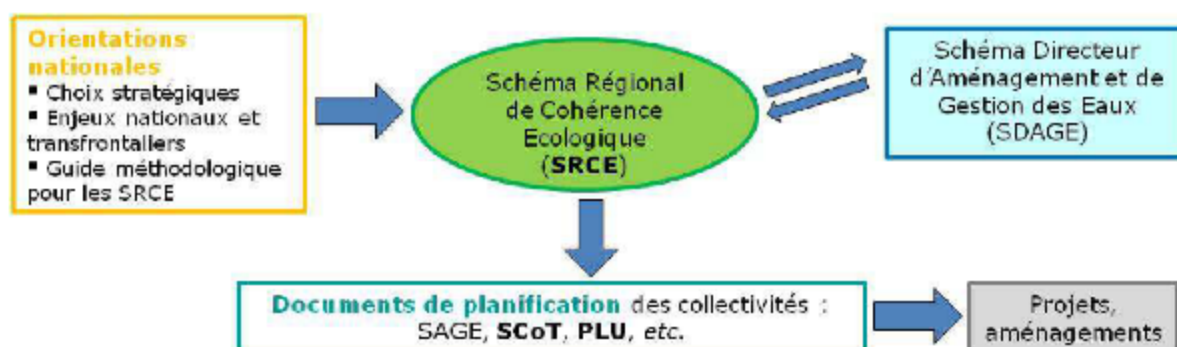 Orientations
nationales
▪ Choix stratégiques
▪ Enjeux nationaux et
transfrontaliers
▪ Guide méthodologique
pour les SRCE
Schéma Régional
de Cohérence
Ecologique
(SRCE)
Schéma Directeur
d´Aménagement et de
Gestion des Eaux
(SDAGE)
Documents de planification des collectivités :
SAGE, SCoT, PLU, etc.
Projets,
aménagements